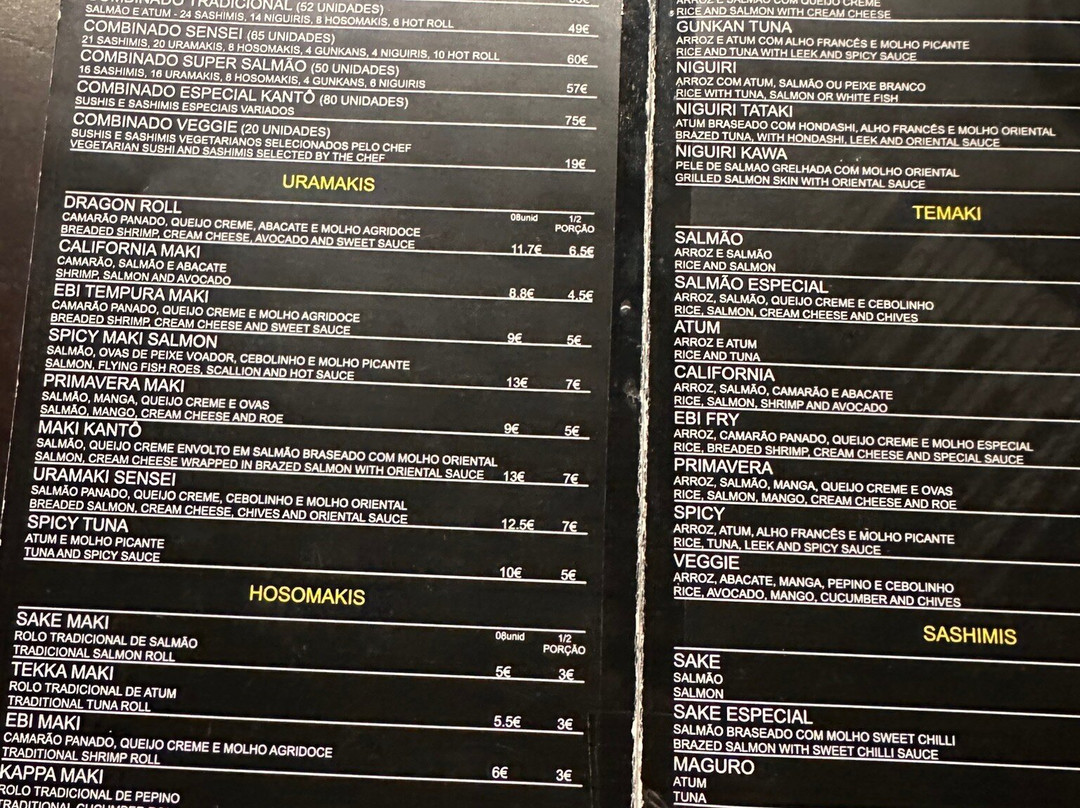 COMBINADO TRADICIONAL (52 UNIDADES)
SALMÃO E ATUM - 24 SASHIMIS, 14 NIGUIRIS, 8 HOSOMAKIS, 6 HOT ROLL
49€
COMBINADO SENSEI (65 UNIDADES)
21 SASHIMIS, 20 URAMAKIS, 8 HOSOMAKIS, 4 GUNKANS, 4 NIGUIRIS, 10 HOT ROLL
60€
COMBINADO SUPER SALMÃO (50 UNIDADES)
16 SASHIMIS, 16 URAMAKIS, 8 HOSOMAKIS, 4 GUNKANS, 6 NIGUIRIS
57€
COMBINADO ESPECIAL KANTÔ (80 UNIDADES)
SUSHIS E SASHIMIS ESPECIAIS VARIADOS
75€
COMBINADO VEGGIE (20 UNIDADES)
SUSHIS E SASHIMIS VEGETARIANOS SELECIONADOS PELO CHEF
VEGETARIAN SUSHI AND SASHIMIS SELECTED BY THE CHEF
19€
URAMAKIS
08unid 1/2 PORÇÃO
DRAGON ROLL
CAMARÃO PANADO, QUEIJO CREME, ABACATE E MOLHO AGRIDOCE
BREADED SHRIMP, CREAM CHEESE, AVOCADO AND SWEET SAUCE
11.7€ 6.5€
CALIFORNIA MAKI
CAMARÃO, SALMÃO E ABACATE
SHRIMP, SALMON AND AVOCADO
8.8€ 4.5€
EBI TEMPURA MAKI
CAMARÃO PANADO, QUEIJO CREME E MOLHO AGRIDOCE
BREADED SHRIMP, CREAM CHEESE AND SWEET SAUCE
9€ 5€
SPICY MAKI SALMON
SALMÃO, OVAS DE PEIXE VOADOR, CEBOLINHO E MOLHO PICANTE
SALMON, FLYING FISH ROES, SCALLION AND HOT SAUCE
13€ 7€
PRIMAVERA MAKI
SALMÃO, MANGA, QUEIJO CREME E OVAS
SALMÃO, MANGO, CREAM CHEESE AND ROE
9€ 5€
MAKI KANTÔ
SALMÃO, QUEIJO CREME ENVOLTO EM SALMÃO BRASEADO COM MOLHO ORIENTAL
SALMON, CREAM CHEESE WRAPPED IN BRAZED SALMON WITH ORIENTAL SAUCE
13€ 7€
URAMAKI SENSEI
SALMÃO PANADO, QUEIJO CREME, CEBOLINHO E MOLHO ORIENTAL
BREADED SALMON, CREAM CHEESE, CHIVES AND ORIENTAL SAUCE
12.5€ 7€
SPICY TUNA
ATUM E MOLHO PICANTE
TUNA AND SPICY SAUCE
10€ 5€
HOSOMAKIS
08unid 1/2 PORÇÃO
SAKE MAKI
ROLO TRADICIONAL DE SALMÃO
TRADICIONAL SALMON ROLL
5€ 3€
TEKKA MAKI
ROLO TRADICIONAL DE ATUM
TRADITIONAL TUNA ROLL
5.5€ 3€
EBI MAKI
CAMARÃO PANADO, QUEIJO CREME E MOLHO AGRIDOCE
TRADITIONAL SHRIMP ROLL
6€ 3€
KAPPA MAKI
ROLO TRADICIONAL DE PEPINO
TRADITIONAL CUCUMBER
ARROZ E SALMÃO COM QUEIJO CREME
RICE AND SALMON WITH CREAM CHEESE
GUNKAN TUNA
ARROZ E ATUM COM ALHO FRANCÊS E MOLHO PICANTE
RICE AND TUNA WITH LEEK AND SPICY SAUCE
NIGUIRI
ARROZ COM ATUM, SALMÃO OU PEIXE BRANCO
RICE WITH TUNA, SALMON OR WHITE FISH
NIGUIRI TATAKI
ATUM BRASEADO COM HONDASHI, ALHO FRANCÊS E MOLHO ORIENTAL
BRAZED TUNA, WITH HONDASHI, LEEK AND ORIENTAL SAUCE
NIGUIRI KAWA
PELE DE SALMAO GRELHADA COM MOLHO ORIENTAL
GRILLED SALMON SKIN WITH ORIENTAL SAUCE
TEMAKI
SALMÃO
ARROZ E SALMÃO
RICE AND SALMON
SALMÃO ESPECIAL
ARROZ, SALMÃO, QUEIJO CREME E CEBOLINHO
RICE, SALMON, CREAM CHEESE AND CHIVES
ATUM
ARROZ E ATUM
RICE AND TUNA
CALIFORNIA
ARROZ, SALMÃO, CAMARÃO E ABACATE
RICE, SALMON, SHRIMP AND AVOCADO
EBI FRY
ARROZ, CAMARÃO PANADO, QUEIJO CREME E MOLHO ESPECIAL
RICE, BREADED SHRIMP, CREAM CHEESE AND SPECIAL SAUCE
PRIMAVERA
ARROZ, SALMÃO, MANGA, QUEIJO CREME E OVAS
RICE, SALMON, MANGO, CREAM CHEESE AND ROE
SPICY
ARROZ, ATUM, ALHO FRANCÊS E MOLHO PICANTE
RICE, TUNA, LEEK AND SPICY SAUCE
VEGGIE
ARROZ, ABACATE, MANGA, PEPINO E CEBOLINHO
RICE, AVOCADO, MANGO, CUCUMBER AND CHIVES
SASHIMIS
SAKE
SALMÃO
SALMON
SAKE ESPECIAL
SALMÃO BRASEADO COM MOLHO SWEET CHILLI
BRAZED SALMON WITH SWEET CHILLI SAUCE
MAGURO
ATUM
TUNA